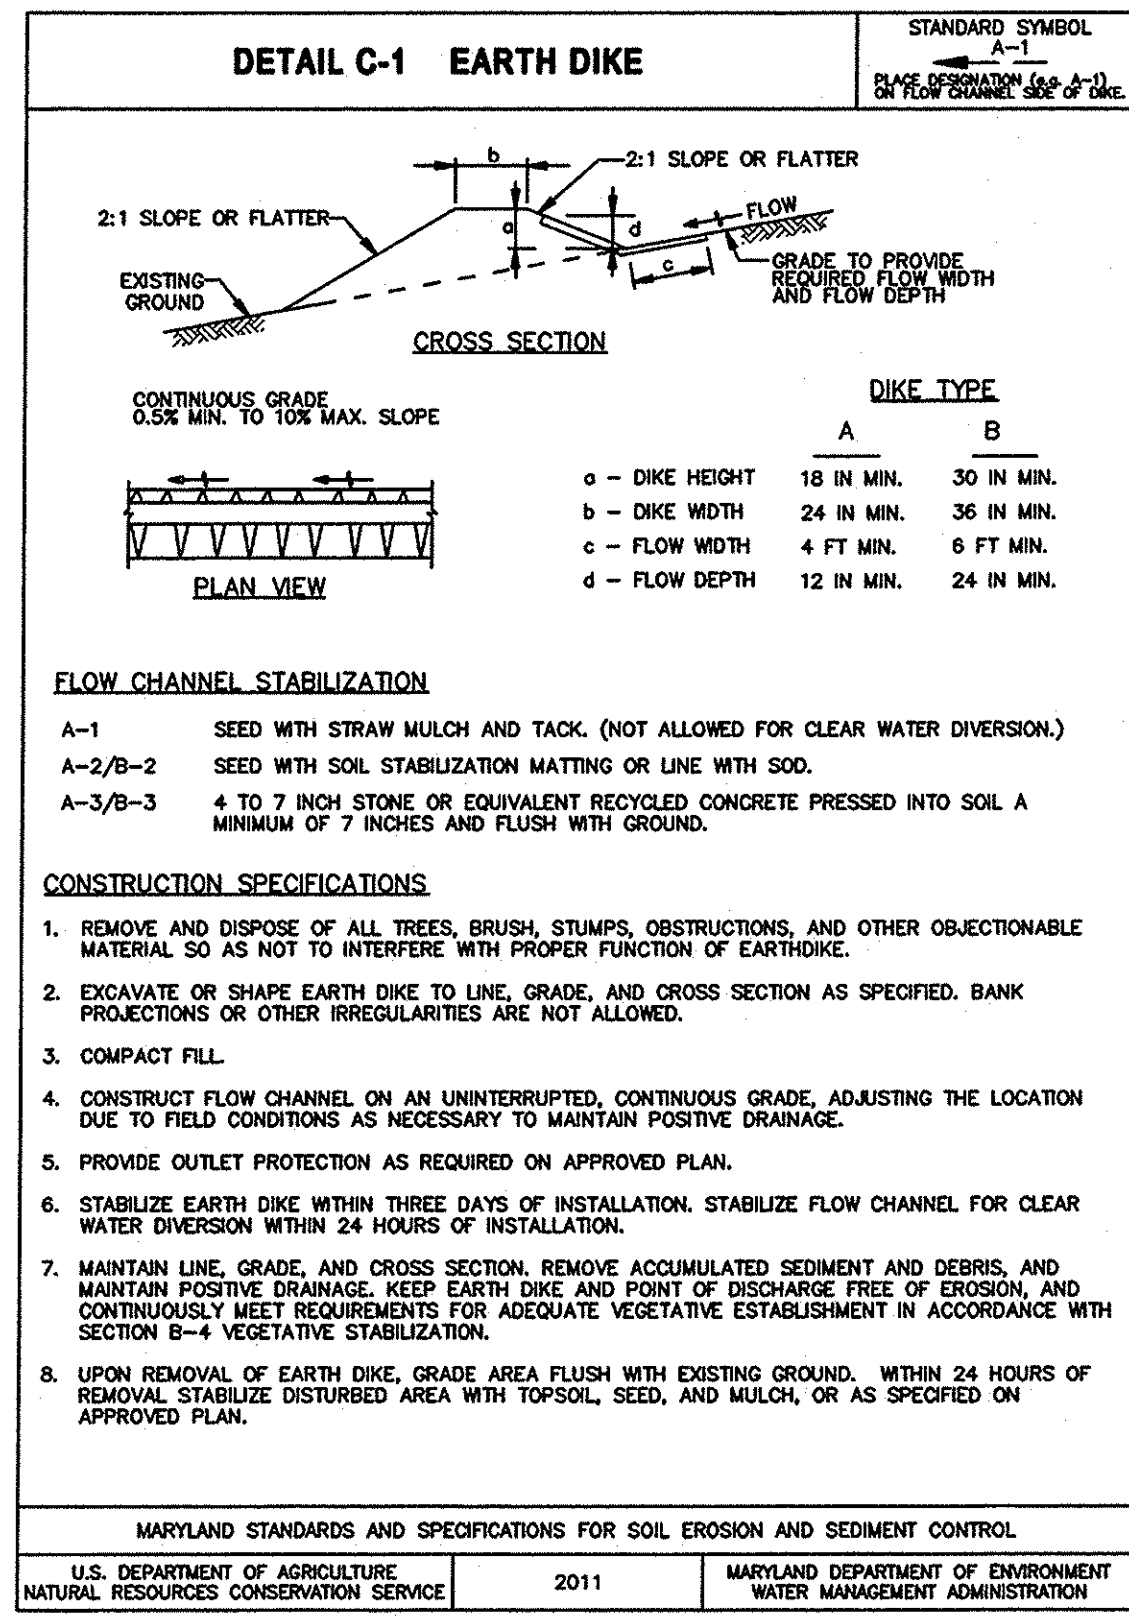 DETAIL C-1 EARTH DIKE
STANDARD SYMBOL
A-1
PLACE DESIGNATION (e.g. A-1)
ON FLOW CHANNEL SIDE OF DIKE.
b
2:1 SLOPE OR FLATTER
2:1 SLOPE OR FLATTER
a
d
FLOW
c
GRADE TO PROVIDE
REQUIRED FLOW WIDTH
AND FLOW DEPTH
EXISTING
GROUND
CROSS SECTION
CONTINUOUS GRADE
0.5% MIN. TO 10% MAX. SLOPE
PLAN VIEW
DIKE TYPE
A B
a - DIKE HEIGHT 18 IN MIN. 30 IN MIN.
b - DIKE WIDTH 24 IN MIN. 36 IN MIN.
c - FLOW WIDTH 4 FT MIN. 6 FT MIN.
d - FLOW DEPTH 12 IN MIN. 24 IN MIN.
FLOW CHANNEL STABILIZATION
A-1 SEED WITH STRAW MULCH AND TACK. (NOT ALLOWED FOR CLEAR WATER DIVERSION.)
A-2/B-2 SEED WITH SOIL STABILIZATION MATTING OR LINE WITH SOD.
A-3/B-3 4 TO 7 INCH STONE OR EQUIVALENT RECYCLED CONCRETE PRESSED INTO SOIL A
MINIMUM OF 7 INCHES AND FLUSH WITH GROUND.
CONSTRUCTION SPECIFICATIONS
1. REMOVE AND DISPOSE OF ALL TREES, BRUSH, STUMPS, OBSTRUCTIONS, AND OTHER OBJECTIONABLE
MATERIAL SO AS NOT TO INTERFERE WITH PROPER FUNCTION OF EARTHDIKE.
2. EXCAVATE OR SHAPE EARTH DIKE TO LINE, GRADE, AND CROSS SECTION AS SPECIFIED. BANK
PROJECTIONS OR OTHER IRREGULARITIES ARE NOT ALLOWED.
3. COMPACT FILL.
4. CONSTRUCT FLOW CHANNEL ON AN UNINTERRUPTED, CONTINUOUS GRADE, ADJUSTING THE LOCATION
DUE TO FIELD CONDITIONS AS NECESSARY TO MAINTAIN POSITIVE DRAINAGE.
5. PROVIDE OUTLET PROTECTION AS REQUIRED ON APPROVED PLAN.
6. STABILIZE EARTH DIKE WITHIN THREE DAYS OF INSTALLATION. STABILIZE FLOW CHANNEL FOR CLEAR
WATER DIVERSION WITHIN 24 HOURS OF INSTALLATION.
7. MAINTAIN LINE, GRADE, AND CROSS SECTION. REMOVE ACCUMULATED SEDIMENT AND DEBRIS, AND
MAINTAIN POSITIVE DRAINAGE. KEEP EARTH DIKE AND POINT OF DISCHARGE FREE OF EROSION, AND
CONTINUOUSLY MEET REQUIREMENTS FOR ADEQUATE VEGETATIVE ESTABLISHMENT IN ACCORDANCE WITH
SECTION B-4 VEGETATIVE STABILIZATION.
8. UPON REMOVAL OF EARTH DIKE, GRADE AREA FLUSH WITH EXISTING GROUND. WITHIN 24 HOURS OF
REMOVAL STABILIZE DISTURBED AREA WITH TOPSOIL, SEED, AND MULCH, OR AS SPECIFIED ON
APPROVED PLAN.
MARYLAND STANDARDS AND SPECIFICATIONS FOR SOIL EROSION AND SEDIMENT CONTROL
U.S. DEPARTMENT OF AGRICULTURE
NATURAL RESOURCES CONSERVATION SERVICE
2011
MARYLAND DEPARTMENT OF ENVIRONMENT
WATER MANAGEMENT ADMINISTRATION